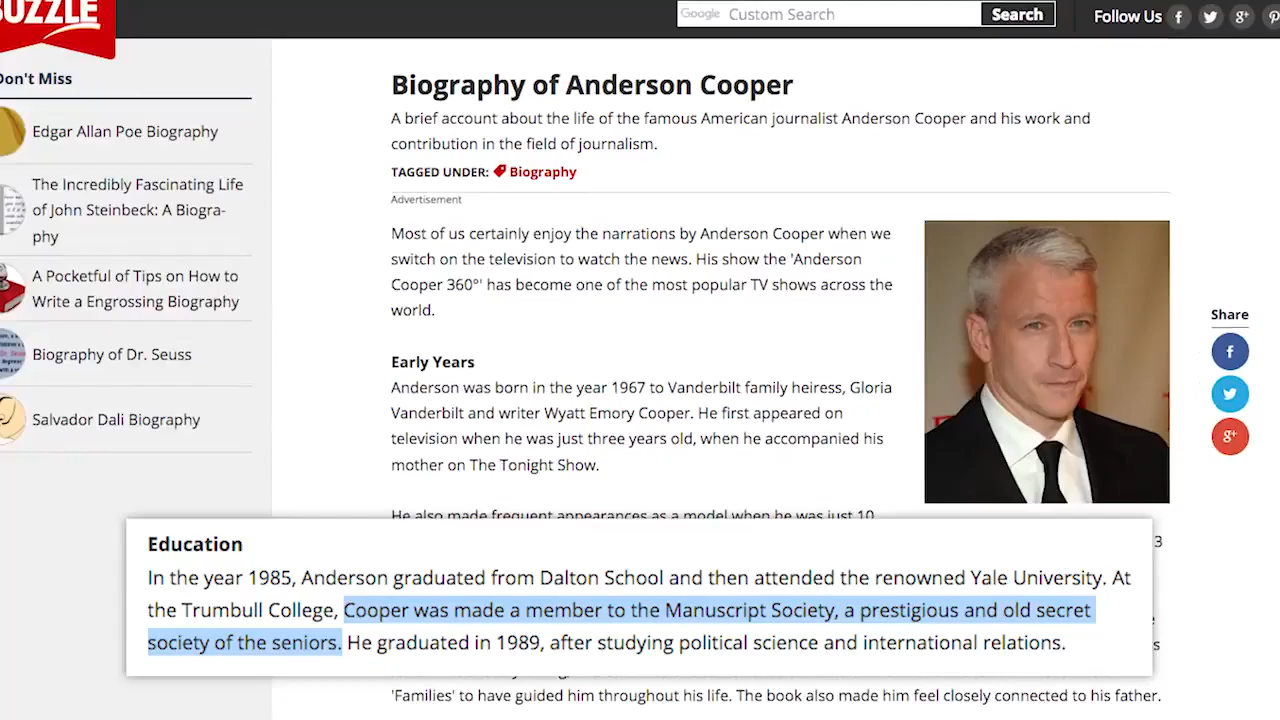 BUZZLE
Google Custom Search
Search
Follow Us
Don't Miss
Edgar Allan Poe Biography
The Incredibly Fascinating Life
of John Steinbeck: A Biogra-
phy
A Pocketful of Tips on How to
Write a Engrossing Biography
Biography of Dr. Seuss
Salvador Dali Biography
Biography of Anderson Cooper
A brief account about the life of the famous American journalist Anderson Cooper and his work and
contribution in the field of journalism.
TAGGED UNDER: Biography
Advertisement
Most of us certainly enjoy the narrations by Anderson Cooper when we
switch on the television to watch the news. His show the 'Anderson
Cooper 360°' has become one of the most popular TV shows across the
world.
Early Years
Anderson was born in the year 1967 to Vanderbilt family heiress, Gloria
Vanderbilt and writer Wyatt Emory Cooper. He first appeared on
television when he was just three years old, when he accompanied his
mother on The Tonight Show.
He also made frequent appearances as a model when he was just 10
3
Share
Education
In the year 1985, Anderson graduated from Dalton School and then attended the renowned Yale University. At
the Trumbull College, Cooper was made a member to the Manuscript Society, a prestigious and old secret
society of the seniors. He graduated in 1989, after studying political science and international relations.
'Families' to have guided him throughout his life. The book also made him feel closely connected to his father.